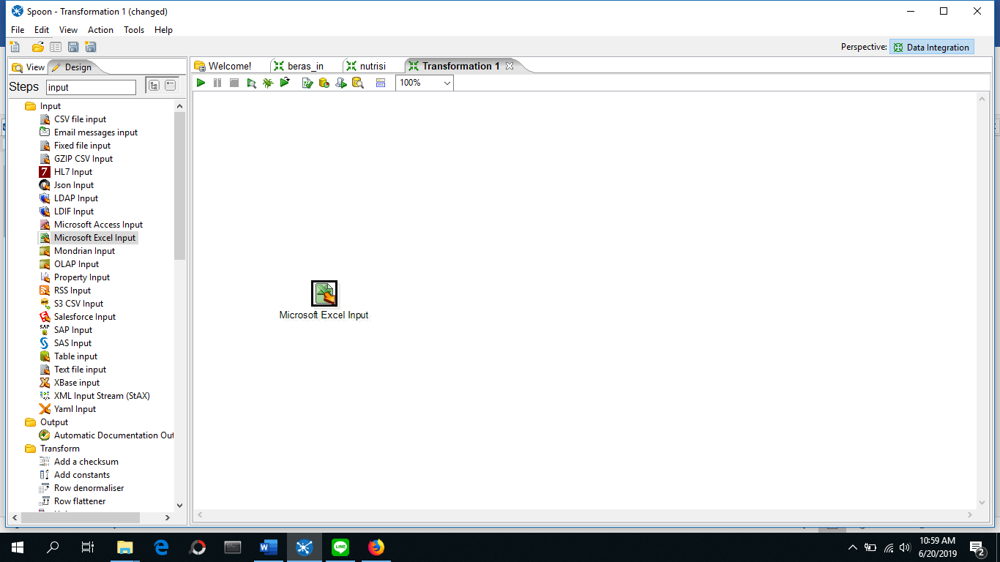 Spoon - Transformation 1 (changed)
File Edit View Action Tools Help
Perspective: Data Integration
View Design
Welcome! beras_in nutrisi Transformation 1
Steps input
100%
Input
CSV file input
Email messages input
Fixed file input
GZIP CSV Input
7 HL7 Input
Json Input
LDAP Input
LDIF Input
Microsoft Access Input
Microsoft Excel Input
Mondrian Input
OLAP Input
Property Input
RSS Input
S3 CSV Input
Salesforce Input
SAP SAP Input
SAS Input
Table input
Text file input
XBase input
XML Input Stream (StAX)
Yaml Input
Output
Automatic Documentation Out
Transform
Add a checksum
Add constants
Row denormaliser
Row flattener
Microsoft Excel Input
LINE
10:59 AM
6/20/2019
2